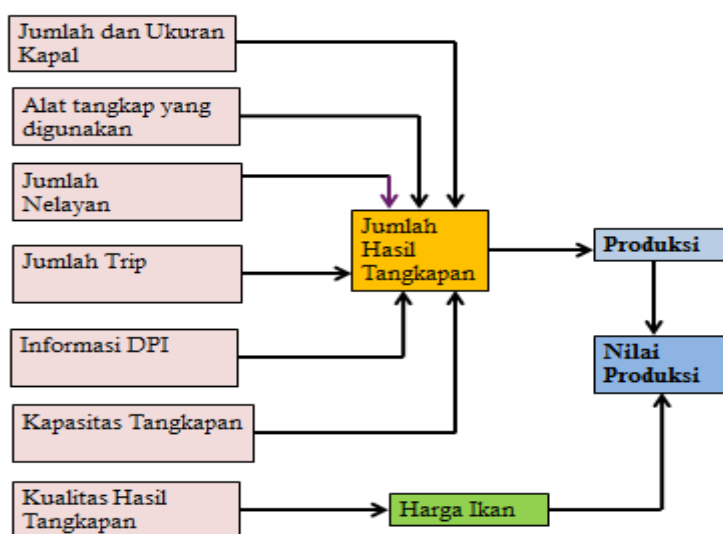 Jumlah dan Ukuran
Kapal
Alat tangkap yang
digunakan
Jumlah
Nelayan
Jumlah Trip
Informasi DPI
Kapasitas Tangkapan
Kualitas Hasil
Tangkapan
Jumlah
Hasil
Tangkapan
Harga Ikan
Produksi
Nilai
Produksi